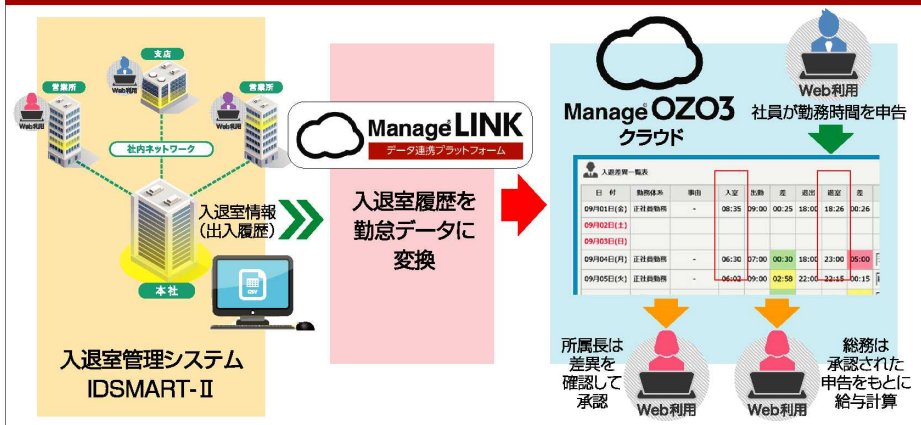 支店
Web利用
営業所
Web利用
営業所
Web利用
社内ネットワーク
入退室情報
(出入履歴)
本社
CSV
入退室管理システム
IDSMART-Ⅱ
Manage LINK
データ連携プラットフォーム
入退室履歴を
勤怠データに
変換
Manage OZO3
クラウド
Web利用
社員が勤務時間を申告
入退差異一覧表
日 付 勤務体系 事由 入室 出勤 差 退出 退室 差
09月01日(金) 正社員勤務 - 08:35 09:00 00:25 18:00 18:26 00:26
09月02日(土)
09月03日(日)
09月04日(月) 正社員勤務 - 06:30 07:00 00:30 18:00 23:00 05:00
09月05日(火) 正社員勤務 - 06:02 09:00 02:58 22:00 22:15 00:15
所属長は
差異を
確認して
承認
Web利用
Web利用
総務は
承認された
申告をもとに
給与計算